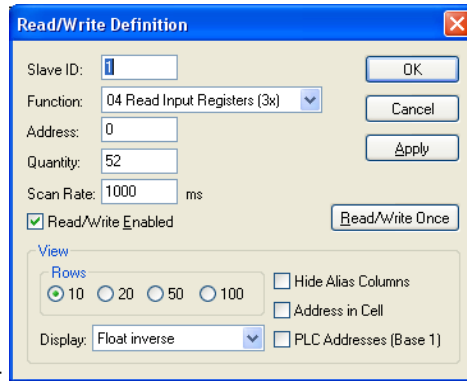 Read/Write Definition
Slave ID: 1
OK
Function: 04 Read Input Registers (3x)
Cancel
Address: 0
Apply
Quantity: 52
Scan Rate: 1000 ms
Read/Write Enabled
Read/Write Once
View
Rows
10 20 50 100
Hide Alias Columns
Address in Cell
Display: Float inverse
PLC Addresses (Base 1)